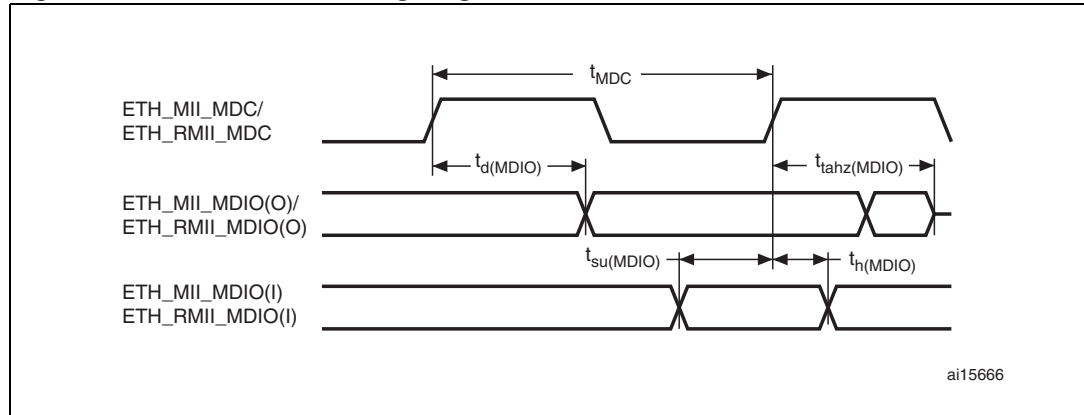 tMDC
ETH_MII_MDC/
ETH_RMII_MDC
td(MDIO)
ttahz(MDIO)
ETH_MII_MDIO(O)/
ETH_RMII_MDIO(O)
tsu(MDIO)
th(MDIO)
ETH_MII_MDIO(I)
ETH_RMII_MDIO(I)
ai15666